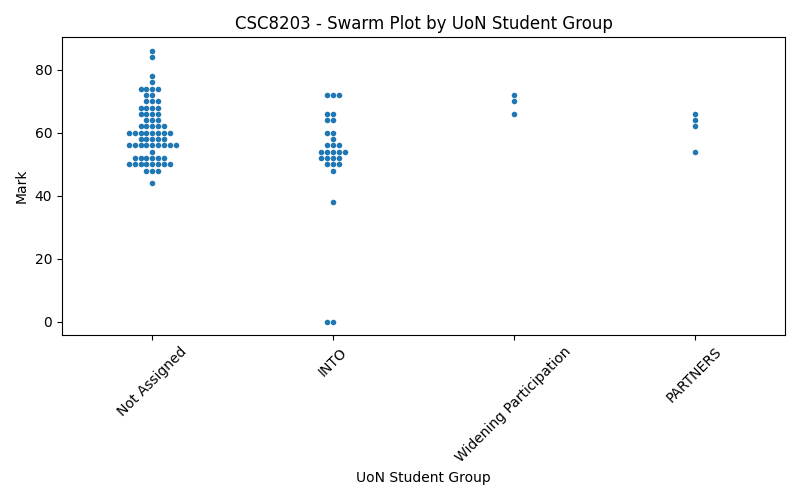 CSC8203 - Swarm Plot by UoN Student Group
Mark
80
60
40
20
0
Not Assigned
INTO
Widening Participation
PARTNERS
UoN Student Group